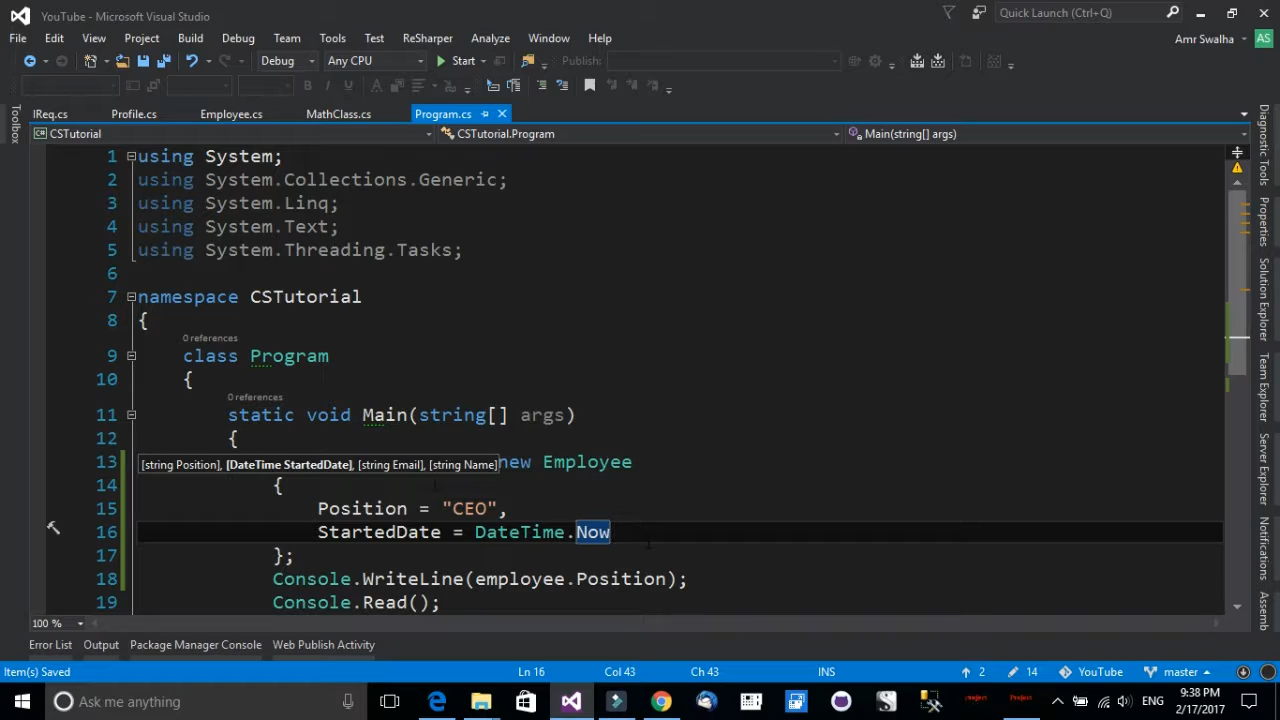 YouTube - Microsoft Visual Studio
Quick Launch (Ctrl+Q)
File Edit View Project Build Debug Team Tools Test ReSharper Analyze Window Help
Amr Swalha AS
Debug Any CPU Start Publish:
IReq.cs Profile.cs Employee.cs MathClass.cs Program.cs
CSTutorial CSTutorial.Program Main(string[] args)
Toolbox
1 using System;
2 using System.Collections.Generic;
3 using System.Linq;
4 using System.Text;
5 using System.Threading.Tasks;
6
7 namespace CSTutorial
8 {
0 references
9 class Program
10 {
0 references
11 static void Main(string[] args)
12 {
13 new Employee
[string Position], [DateTime StartedDate], [string Email], [string Name]
14 {
15 Position = "CEO",
16 StartedDate = DateTime.Now
17 };
18 Console.WriteLine(employee.Position);
19 Console.Read();
Diagnostic Tools
Properties
Solution Explorer
Team Explorer
Server Explorer
Assemb
100 %
Error List Output Package Manager Console Web Publish Activity
Item(s) Saved Ln 16 Col 43 Ch 43 INS 2 14 YouTube master
Ask me anything
ENG
9:38 PM
2/17/2017